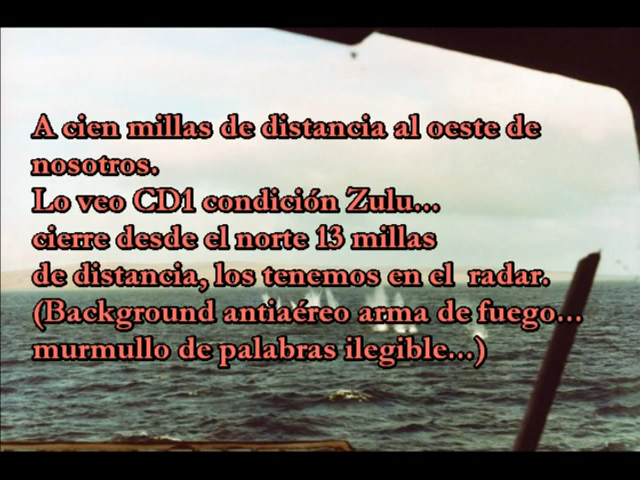 A cien millas de distancia al oeste de
nosotros.
Lo veo CD1 condición Zulu...
cierre desde el norte 13 millas
de distancia, los tenemos en el radar.
(Background antiaéreo arma de fuego...
murmullo de palabras ilegible...)